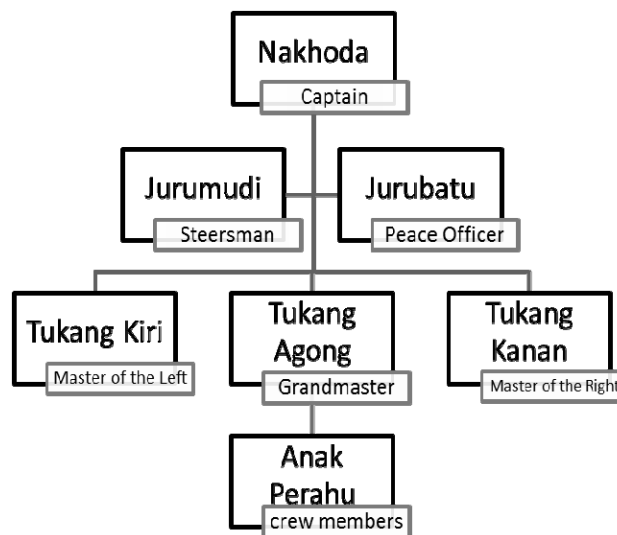 Nakhoda
Captain
Jurumudi
Steersman
Jurubatu
Peace Officer
Tukang Kiri
Master of the Left
Tukang
Agong
Grandmaster
Tukang
Kanan
Master of the Right
Anak
Perahu
crew members